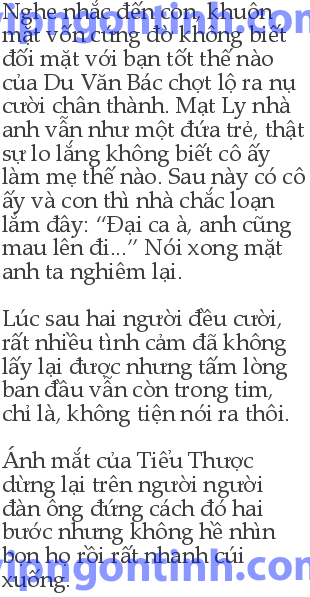 Nghe nhắc đến con, khuôn
mặt vốn cứng đờ không biết
đối mặt với bạn tốt thế nào
của Du Văn Bác chợt lộ ra nụ
cười chân thành. Mạt Ly nhà
anh vẫn như một đứa trẻ, thật
sự lo lắng không biết cô ấy
làm mẹ thế nào. Sau này có cô
ấy và con thì nhà chắc loạn
lắm đây: “Đại ca à, anh cũng
mau lên đi...” Nói xong mặt
anh ta nghiêm lại.
Lúc sau hai người đều cười,
rất nhiều tình cảm đã không
lấy lại được nhưng tấm lòng
ban đầu vẫn còn trong tim,
chỉ là, không tiện nói ra thôi.
Ánh mắt của Tiểu Thược
dừng lại trên người người
đàn ông đứng cách đó hai
bước nhưng không hề nhìn
bọn họ rồi rất nhanh cúi
xuống.
vipngontinh.com
vipngontinh.com